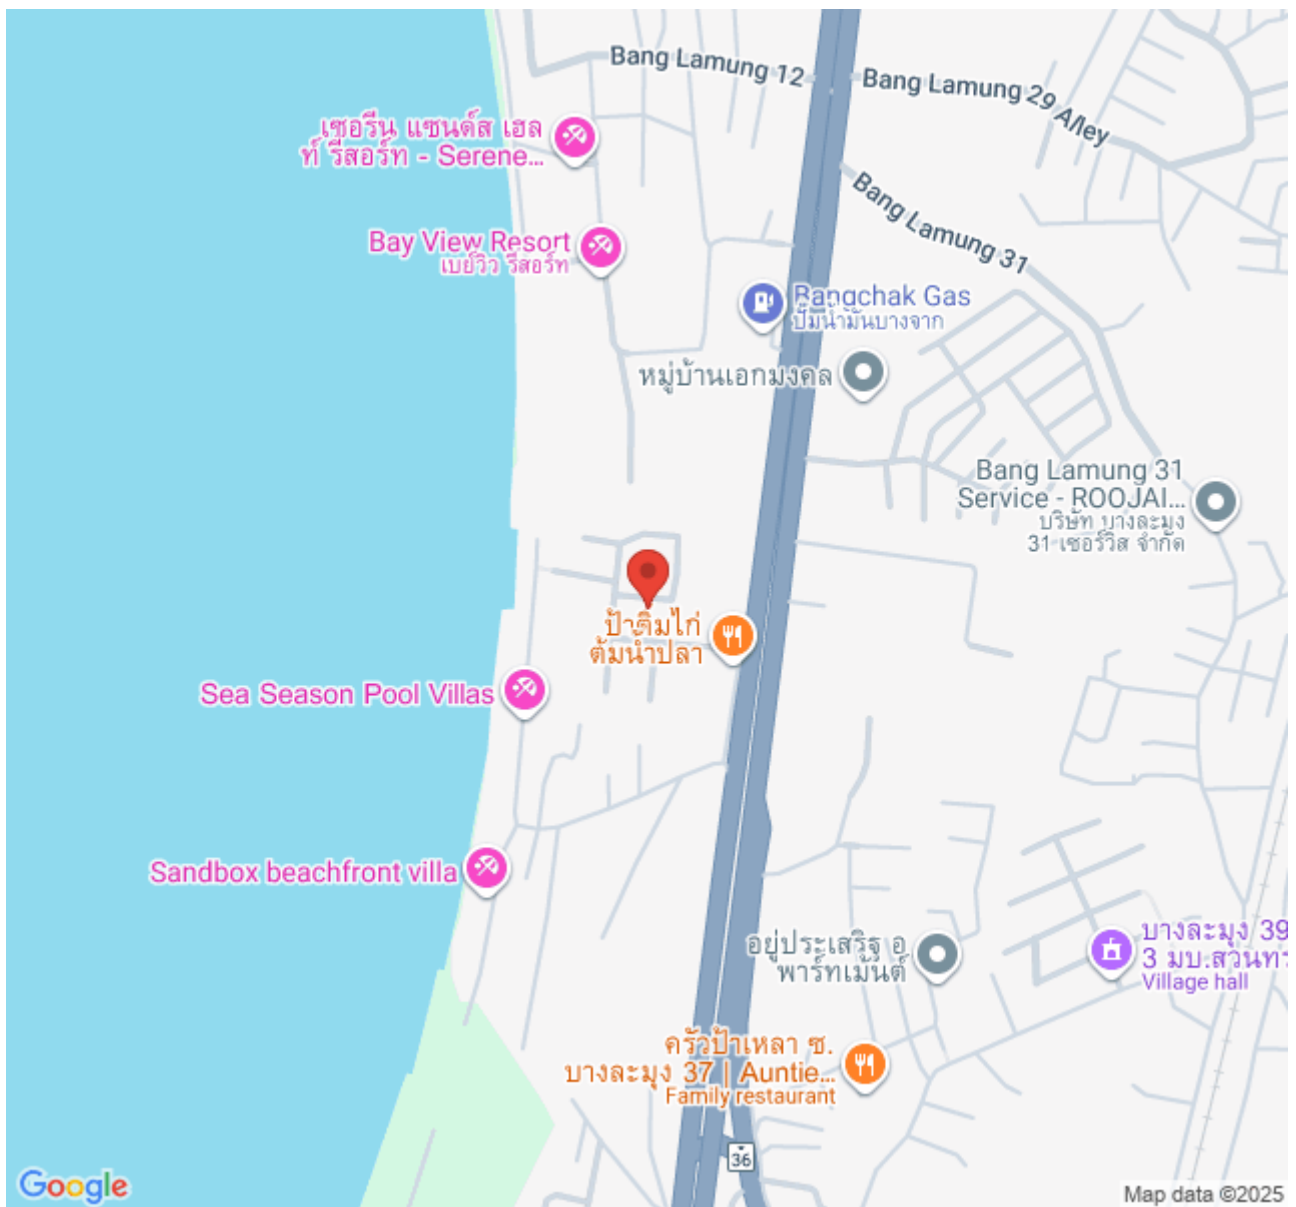 Bang Lamung 12
Bang Lamung 29 Alley
เซอรีน แซนด์ส เฮล
ท์ รีสอร์ท - Serene...
Bang Lamung 31
Bay View Resort
เบย์วิว รีสอร์ท
Bangchak Gas
ปั๊มน้ำมันบางจาก
หมู่บ้านเอกมงคล
Bang Lamung 31
Service - ROOJAI...
บริษัท บางละมุง
31 เซอร์วิส จำกัด
ป้าติ๋มไก่
ต้มน้ำปลา
Sea Season Pool Villas
Sandbox beachfront villa
อยู่ประเสริฐ อ
พาร์ทเม้นต์
บางละมุง 39
3 มบ.สวนทร
Village hall
ครัวป้าเหลา ซ.
บางละมุง 37 | Auntie...
Family restaurant
36
Google
Map data ©2025